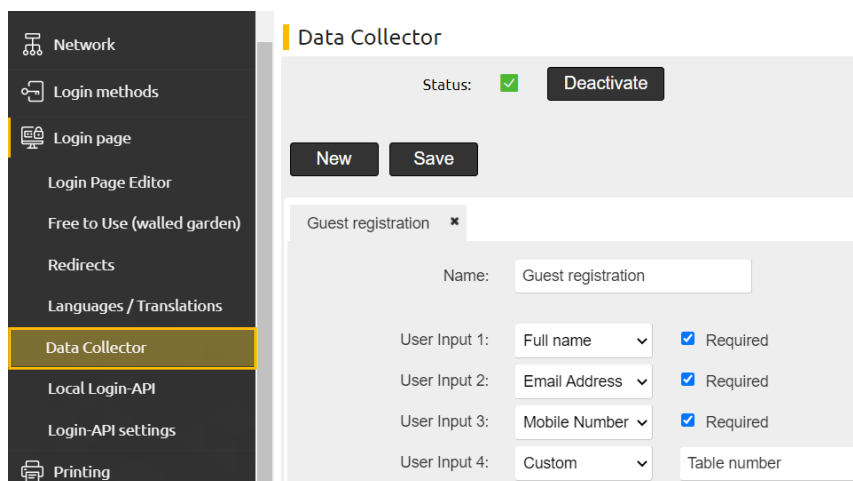 Network
Login methods
Login page
Login Page Editor
Free to Use (walled garden)
Redirects
Languages / Translations
Data Collector
Local Login-API
Login-API settings
Printing
Data Collector
Status: Deactivate
New Save
Guest registration ×
Name: Guest registration
User Input 1: Full name Required
User Input 2: Email Address Required
User Input 3: Mobile Number Required
User Input 4: Custom Table number